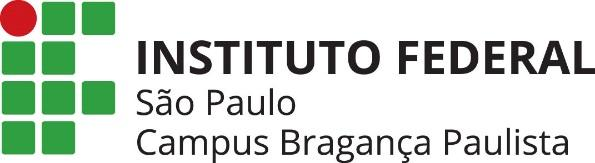 INSTITUTO FEDERAL
São Paulo
Campus Bragança Paulista